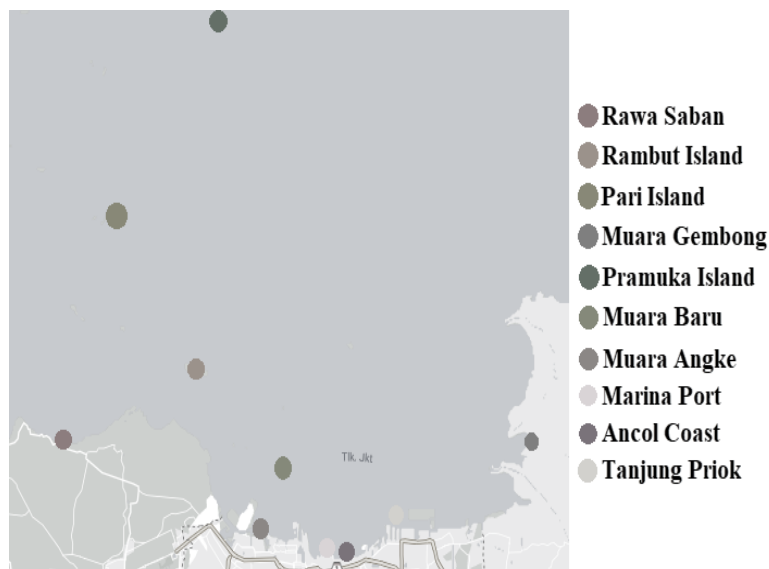 Rawa Saban
Rambut Island
Pari Island
Muara Gembong
Pramuka Island
Muara Baru
Muara Angke
Marina Port
Ancol Coast
Tanjung Priok
Tlk. Jkt